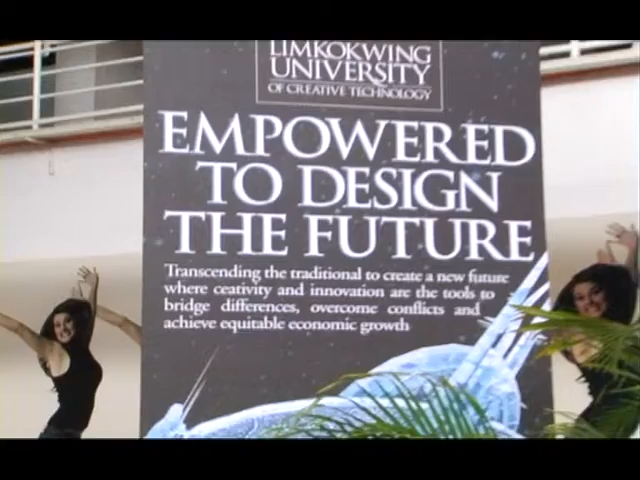 LIMKOKWING
UNIVERSITY
OF CREATIVE TECHNOLOGY
EMPOWERED
TO DESIGN
THE FUTURE
Transcending the traditional to create a new future
where creativity and innovation are the tools to
bridge differences, overcome conflicts and
achieve equitable economic growth